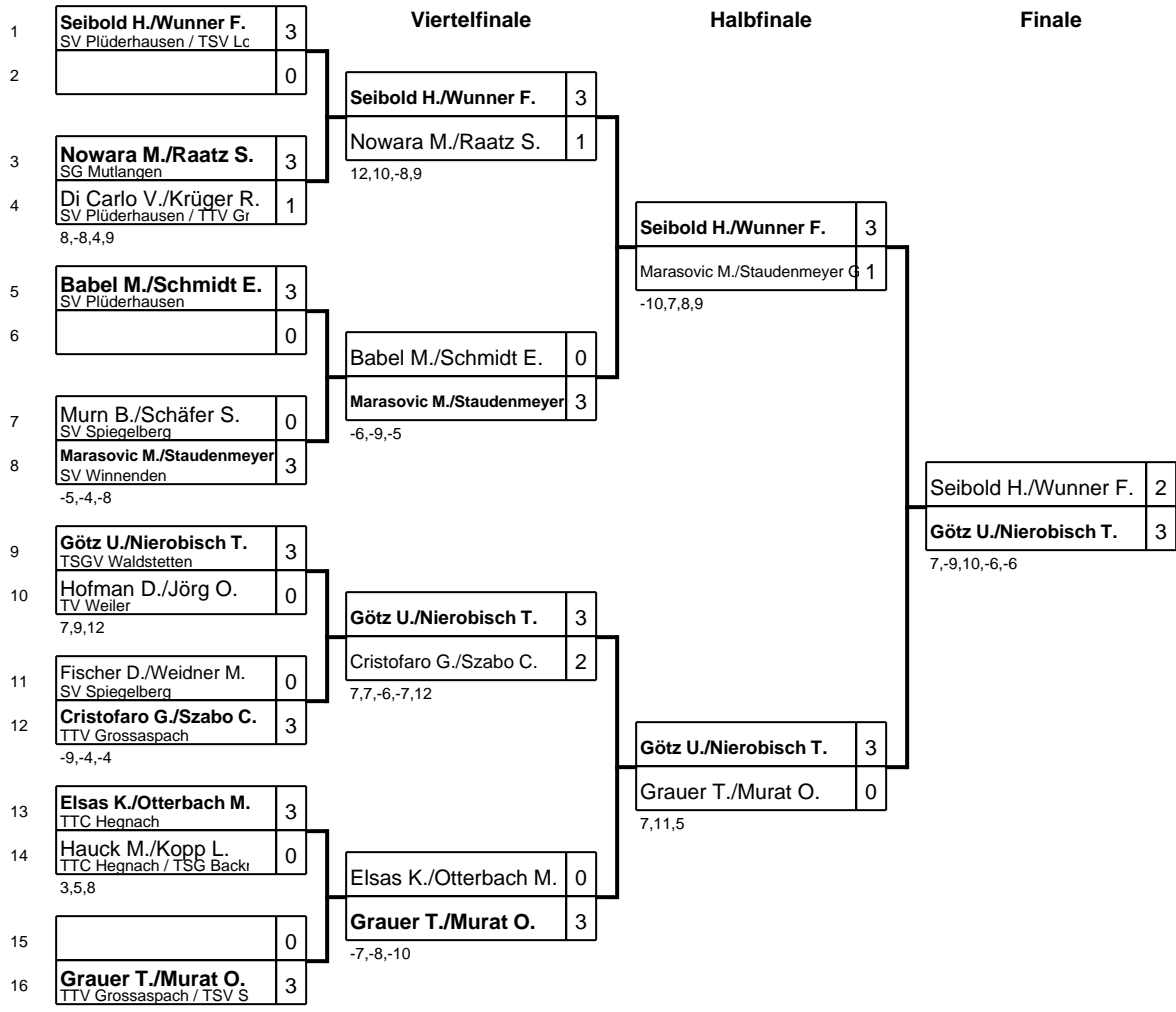 Viertelfinale
Halbfinale
Finale
1
Seibold H./Wunner F.
3
SV Plüderhausen / TSV Lo
2
0
3
Nowara M./Raatz S.
3
SG Mutlangen
4
Di Carlo V./Krüger R.
1
SV Plüderhausen / TTV Gr
8,-8,4,9
5
Babel M./Schmidt E.
3
SV Plüderhausen
6
0
7
Murn B./Schäfer S.
0
SV Spiegelberg
8
Marasovic M./Staudenmeyer
3
SV Winnenden
-5,-4,-8
9
Götz U./Nierobisch T.
3
TSGV Waldstetten
10
Hofman D./Jörg O.
0
TV Weiler
7,9,12
11
Fischer D./Weidner M.
0
SV Spiegelberg
12
Cristofaro G./Szabo C.
3
TTV Grossaspach
-9,-4,-4
13
Elsas K./Otterbach M.
3
TTC Hegnach
14
Hauck M./Kopp L.
0
TTC Hegnach / TSG Backn
3,5,8
15
0
16
Grauer T./Murat O.
3
TTV Grossaspach / TSV S
Seibold H./Wunner F.
3
Nowara M./Raatz S.
1
12,10,-8,9
Babel M./Schmidt E.
0
Marasovic M./Staudenmeyer
3
-6,-9,-5
Götz U./Nierobisch T.
3
Cristofaro G./Szabo C.
2
7,7,-6,-7,12
Elsas K./Otterbach M.
0
Grauer T./Murat O.
3
-7,-8,-10
Seibold H./Wunner F.
3
Marasovic M./Staudenmeyer G
1
-10,7,8,9
Götz U./Nierobisch T.
3
Grauer T./Murat O.
0
7,11,5
Seibold H./Wunner F.
2
Götz U./Nierobisch T.
3
7,-9,10,-6,-6